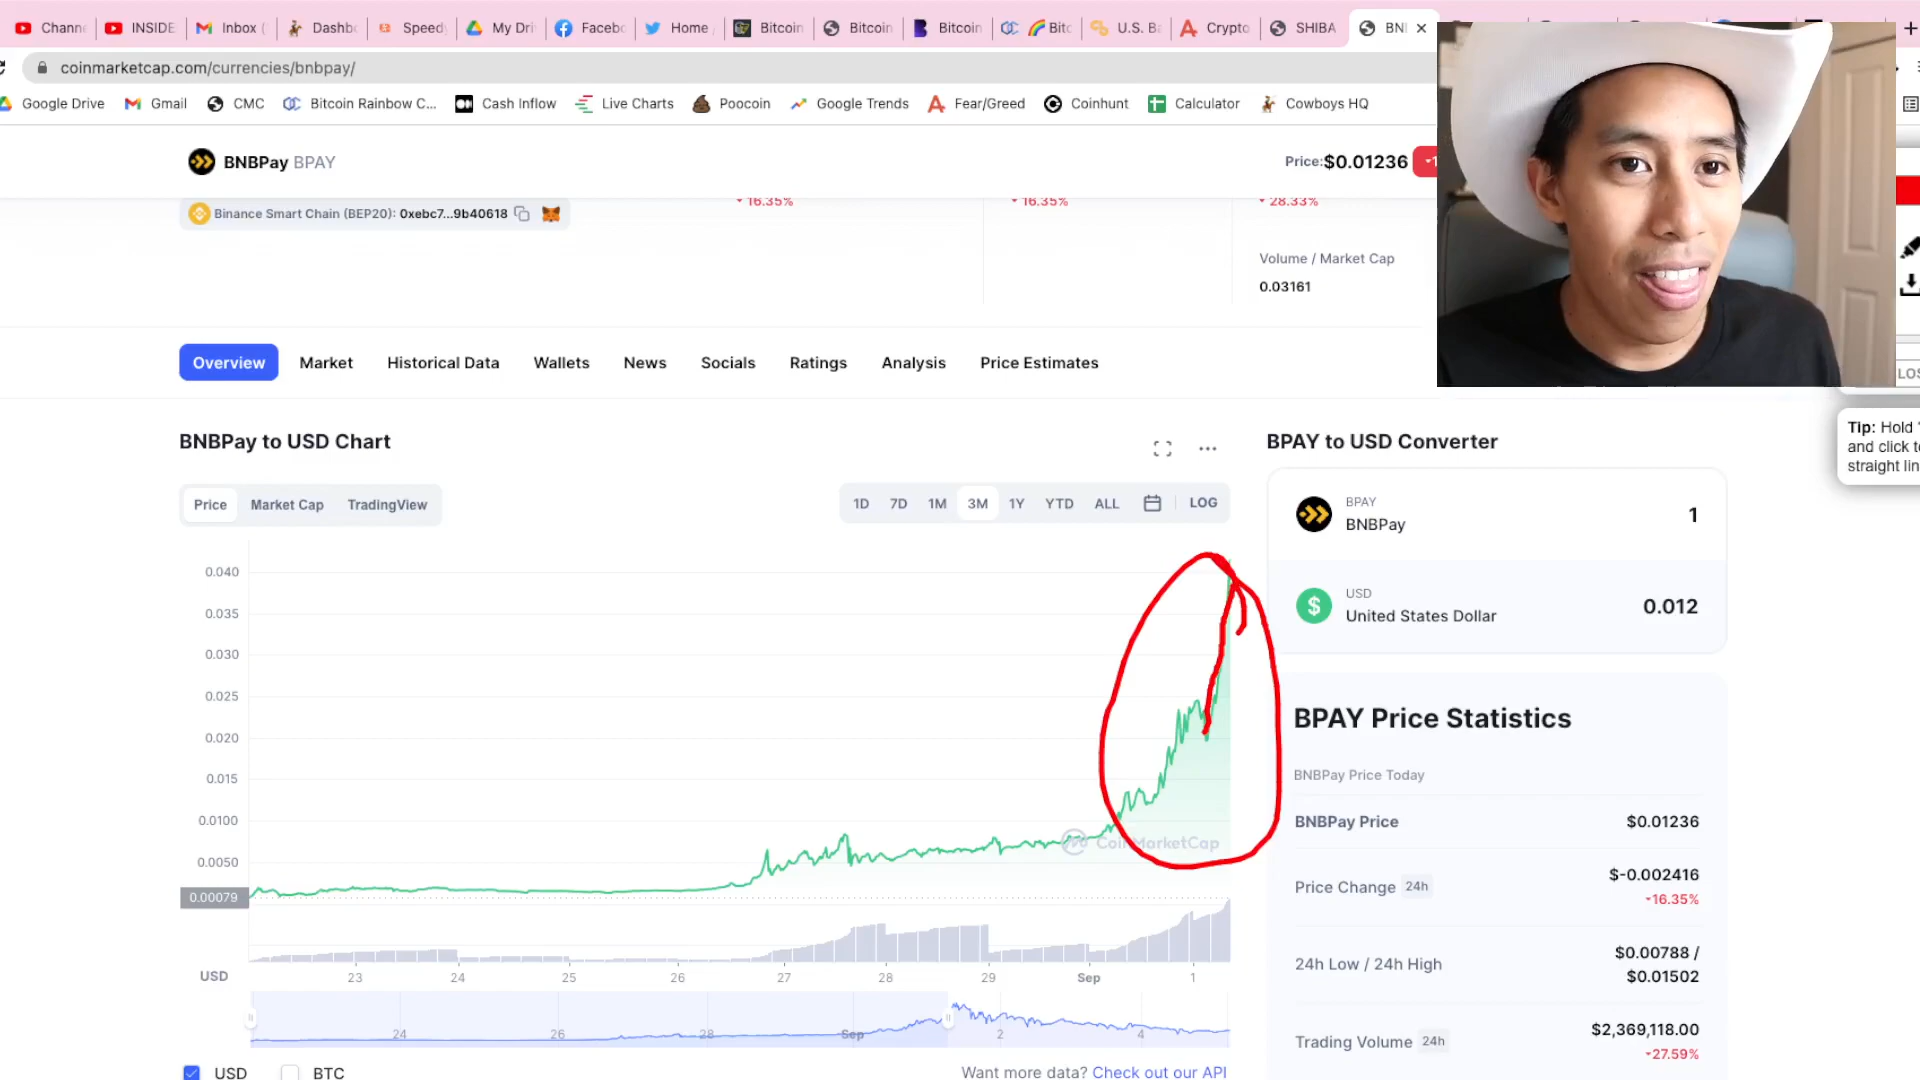 Chann
INSIDE
Inbox (
Dashb
Speed
My Dri
Faceb
Home
Bitcoin
Bitcoin
Bitcoin
Bitc
U.S. Ba
Crypto
SHIBA
BNI
coinmarketcap.com/currencies/bnbpay/
Google Drive
Gmail
CMC
Bitcoin Rainbow C...
Cash Inflow
Live Charts
Poocoin
Google Trends
Fear/Greed
Coinhunt
Calculator
Cowboys HQ
BNBPay BPAY
Price:$0.01236
Binance Smart Chain (BEP20): 0xebc7...9b40618
16.35%
16.35%
28.33%
Volume / Market Cap
0.03161
Overview
Market
Historical Data
Wallets
News
Socials
Ratings
Analysis
Price Estimates
BNBPay to USD Chart
Price
Market Cap
TradingView
1D
7D
1M
3M
1Y
YTD
ALL
LOG
0.040
0.035
0.030
0.025
0.020
0.015
0.0100
0.0050
0.00079
CoinMarketCap
USD
23
24
25
26
27
28
29
Sep
1
24
26
28
Sep
2
4
USD
BTC
Want more data? Check out our API
BPAY to USD Converter
BPAY
BNBPay
1
USD
United States Dollar
0.012
BPAY Price Statistics
BNBPay Price Today
BNBPay Price
$0.01236
Price Change 24h
$-0.002416
16.35%
24h Low / 24h High
$0.00788 /
$0.01502
Trading Volume 24h
$2,369,118.00
27.59%
LOS
Tip: Hold
and click t
straight lin